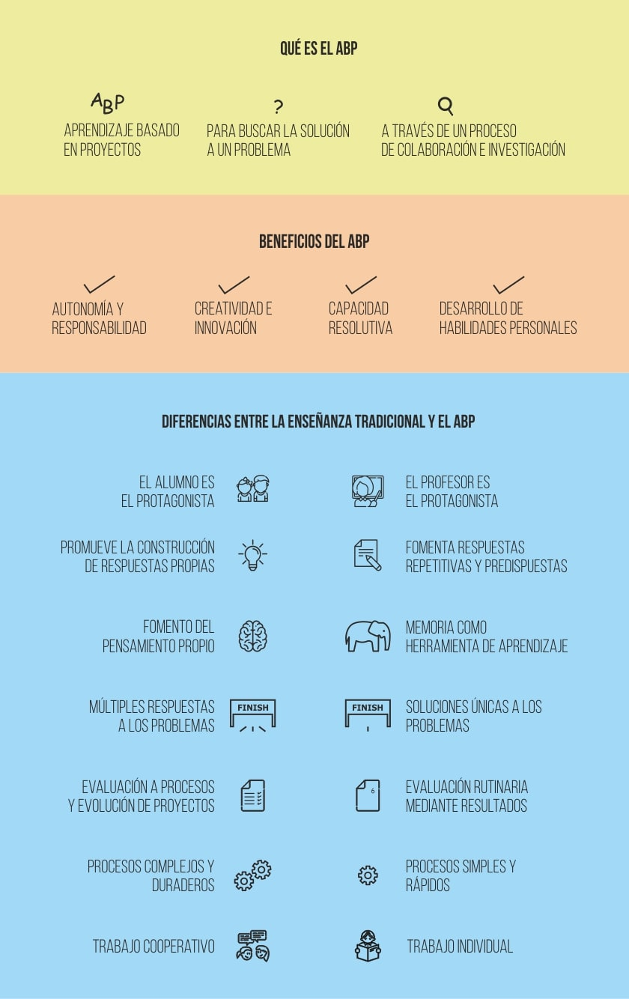 QUÉ ES EL ABP
ABP
?
APRENDIZAJE BASADO
EN PROYECTOS
PARA BUSCAR LA SOLUCIÓN
A UN PROBLEMA
A TRAVÉS DE UN PROCESO
DE COLABORACIÓN E INVESTIGACIÓN
BENEFICIOS DEL ABP
AUTONOMÍA Y
RESPONSABILIDAD
CREATIVIDAD E
INNOVACIÓN
CAPACIDAD
RESOLUTIVA
DESARROLLO DE
HABILIDADES PERSONALES
DIFERENCIAS ENTRE LA ENSEÑANZA TRADICIONAL Y EL ABP
EL ALUMNO ES
EL PROTAGONISTA
EL PROFESOR ES
EL PROTAGONISTA
PROMUEVE LA CONSTRUCCIÓN
DE RESPUESTAS PROPIAS
FOMENTA RESPUESTAS
REPETITIVAS Y PREDISPUESTAS
FOMENTO DEL
PENSAMIENTO PROPIO
MEMORIA COMO
HERRAMIENTA DE APRENDIZAJE
MÚLTIPLES RESPUESTAS
A LOS PROBLEMAS
FINISH
FINISH
SOLUCIONES ÚNICAS A LOS
PROBLEMAS
EVALUACIÓN A PROCESOS
Y EVOLUCIÓN DE PROYECTOS
6
EVALUACIÓN RUTINARIA
MEDIANTE RESULTADOS
PROCESOS COMPLEJOS Y
DURADEROS
PROCESOS SIMPLES Y
RÁPIDOS
TRABAJO COOPERATIVO
TRABAJO INDIVIDUAL